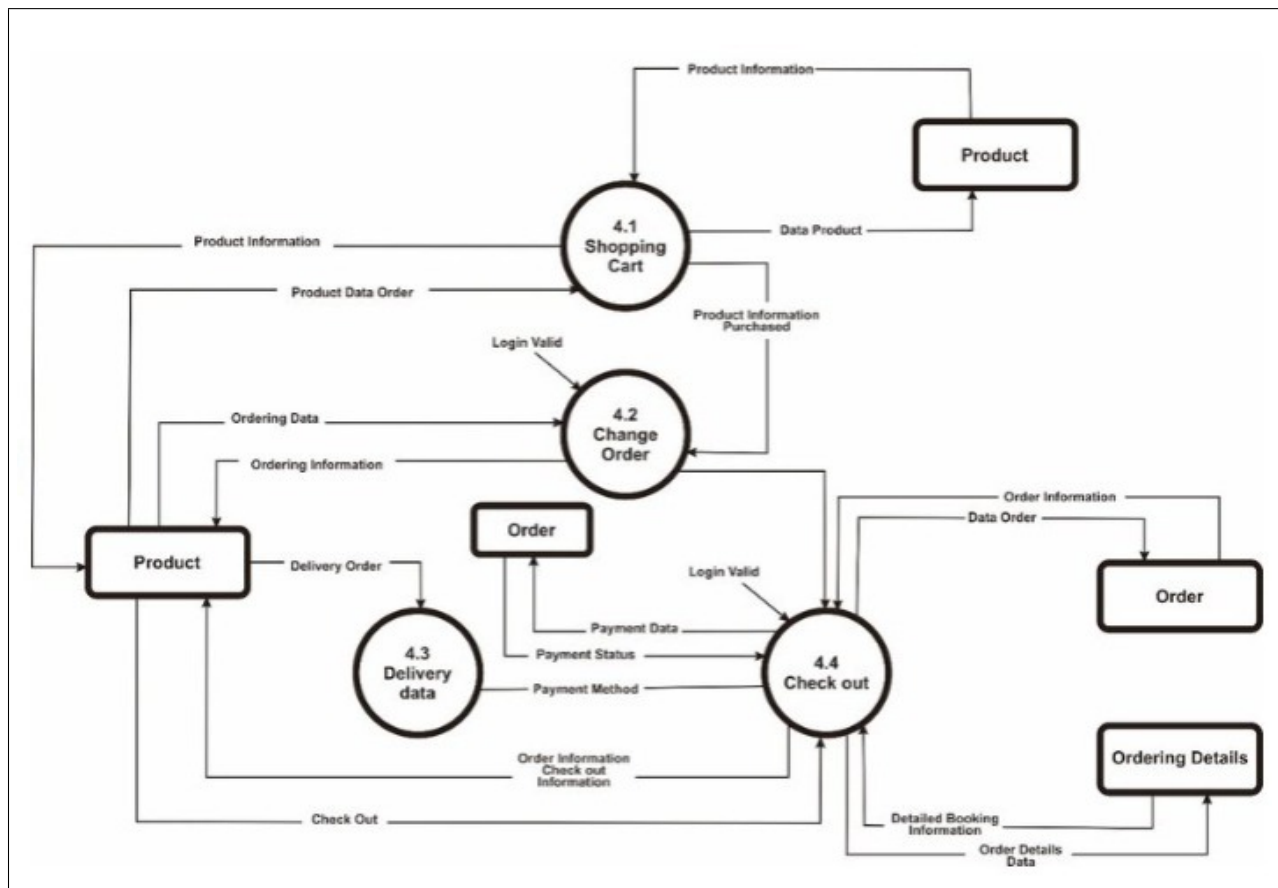 Product Information
Product
4.1
Shopping
Cart
Product Information
Data Product
Product Data Order
Product Information
Purchased
Login Valid
4.2
Change
Order
Ordering Data
Ordering Information
Order Information
Order
Data Order
Product
Delivery Order
Login Valid
Order
Payment Data
4.3
Delivery
data
Payment Status
4.4
Check out
Payment Method
Order Information
Check out
Information
Ordering Details
Check Out
Detailed Booking
Information
Order Details
Data